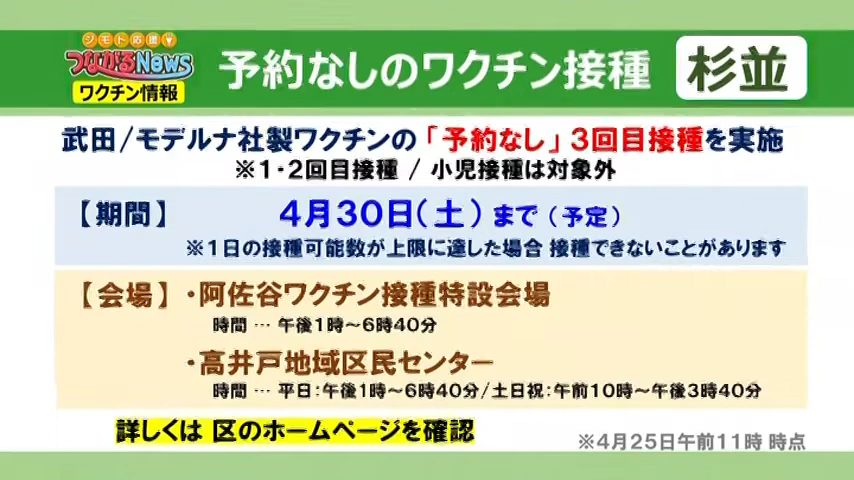 ジモト応援
つながるNews
ワクチン情報
予約なしのワクチン接種
杉並
武田/モデルナ社製ワクチンの「予約なし」3回目接種を実施
※1・2回目接種 / 小児接種は対象外
【期間】 4月30日(土)まで(予定)
※1日の接種可能数が上限に達した場合 接種できないことがあります
【会場】・阿佐谷ワクチン接種特設会場
時間 … 午後1時~6時40分
・高井戸地域区民センター
時間 … 平日:午後1時~6時40分/土日祝:午前10時~午後3時40分
詳しくは 区のホームページを確認
※4月25日午前11時 時点